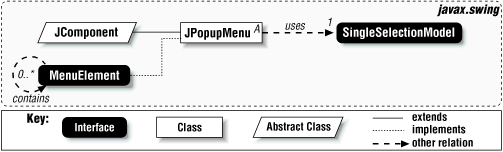 javax.swing
JComponent
JPopupMenu A
uses
1
SingleSelectionModel
0..*
MenuElement
contains
Key:
Interface
Class
Abstract Class
extends
implements
other relation